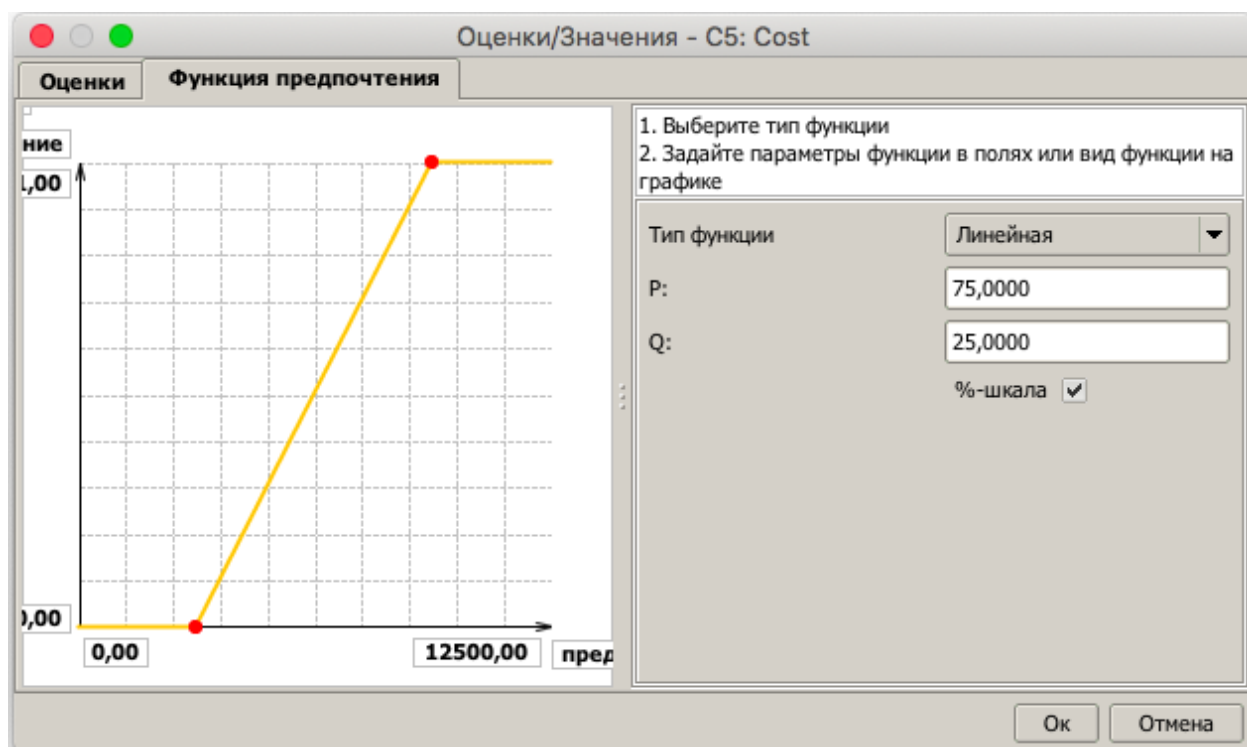 Оценки/Значения - C5: Cost
Оценки
Функция предпочтения
ние
1,00
0,00
0,00
12500,00
пред
1. Выберите тип функции
2. Задайте параметры функции в полях или вид функции на
графике
Тип функции
Линейная
P:
75,0000
Q:
25,0000
%-шкала
Ок
Отмена